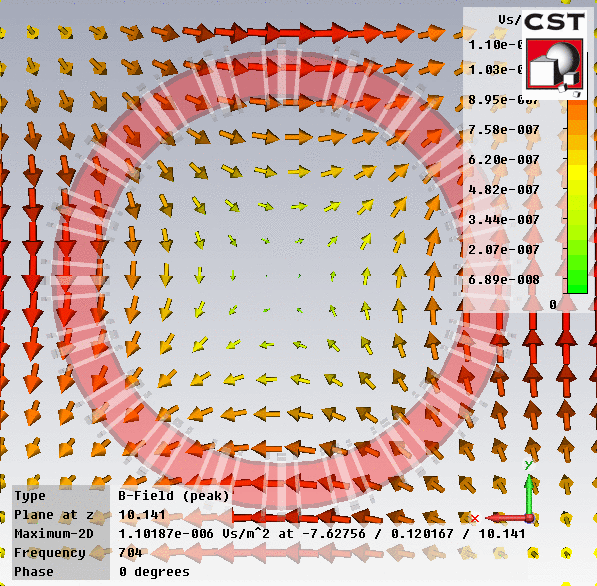 Vs/
CST
1.10e-0
1.03e-0
8.95e-007
7.58e-007
6.20e-007
4.82e-007
3.44e-007
2.07e-007
6.89e-008
0
y
x
Type B-Field (peak)
Plane at z 10.141
Maximum-2D 1.10187e-006 Vs/m^2 at -7.62756 / 0.120167 / 10.141
Frequency 704
Phase 0 degrees